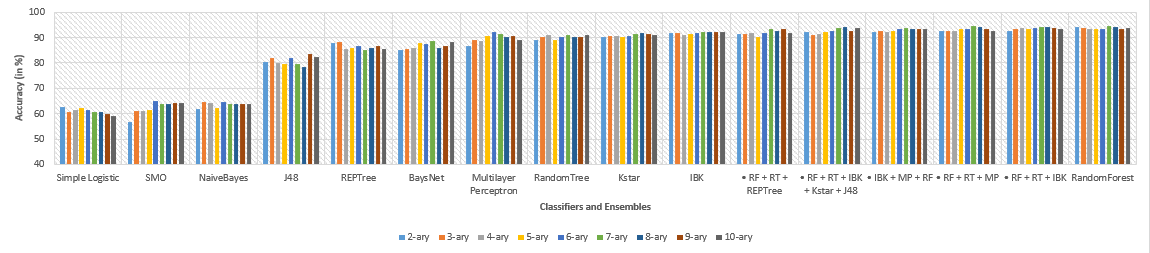 100
90
80
70
60
50
40
Accuracy (in %)
Simple Logistic
SMO
NaiveBayes
J48
REPTree
BaysNet
Multilayer
Perceptron
RandomTree
Kstar
IBK
• RF + RT +
REPTree
• RF + RT + IBK
+ Kstar + J48
• IBK + MP + RF
• RF + RT + MP
• RF + RT + IBK
RandomForest
Classifiers and Ensembles
2-ary 3-ary 4-ary 5-ary 6-ary 7-ary 8-ary 9-ary 10-ary